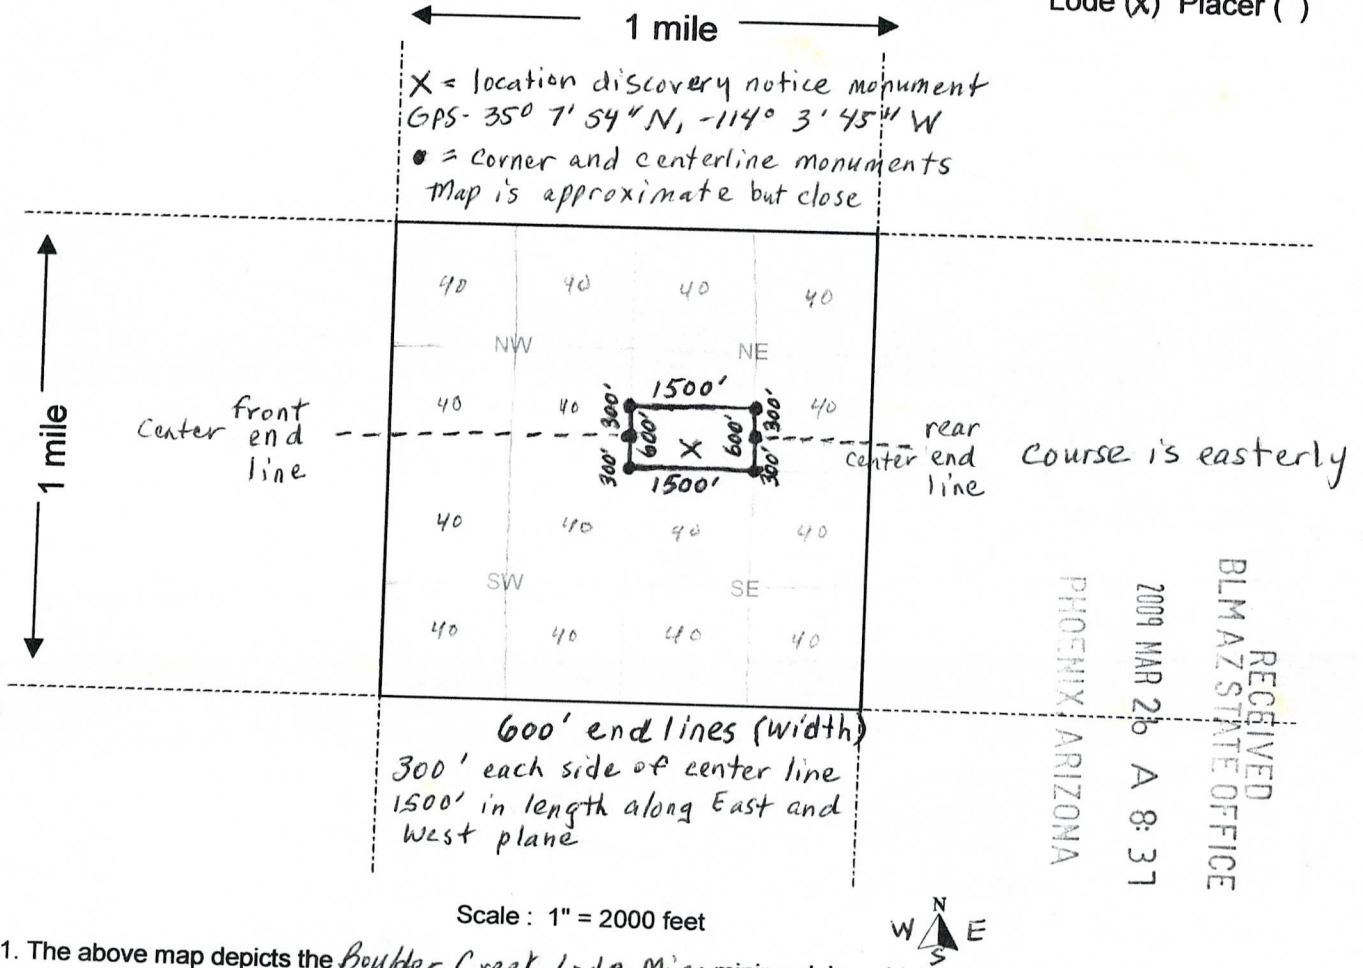 Lode (X) Placer ( )
1 mile
X = location discovery notice monument
GPS- 35° 7' 54" N, -114° 3' 45" W
● = corner and centerline monuments
Map is approximate but close
40 40 40 40
NW NE
1500'
40 40 300' 300' 40
1 mile
center front end line
600' X 600'
rear center end line
course is easterly
300' 300'
1500'
40 40 40 40
SW SE
40 40 40 40
RECEIVED
BLM AZ STATE OFFICE
2009 MAR 26 A 8:37
PHOENIX, ARIZONA
600' end lines (width)
300' each side of center line
1500' in length along East and
West plane
Scale : 1" = 2000 feet
N
W E
S
1. The above map depicts the Boulder Creek Lode